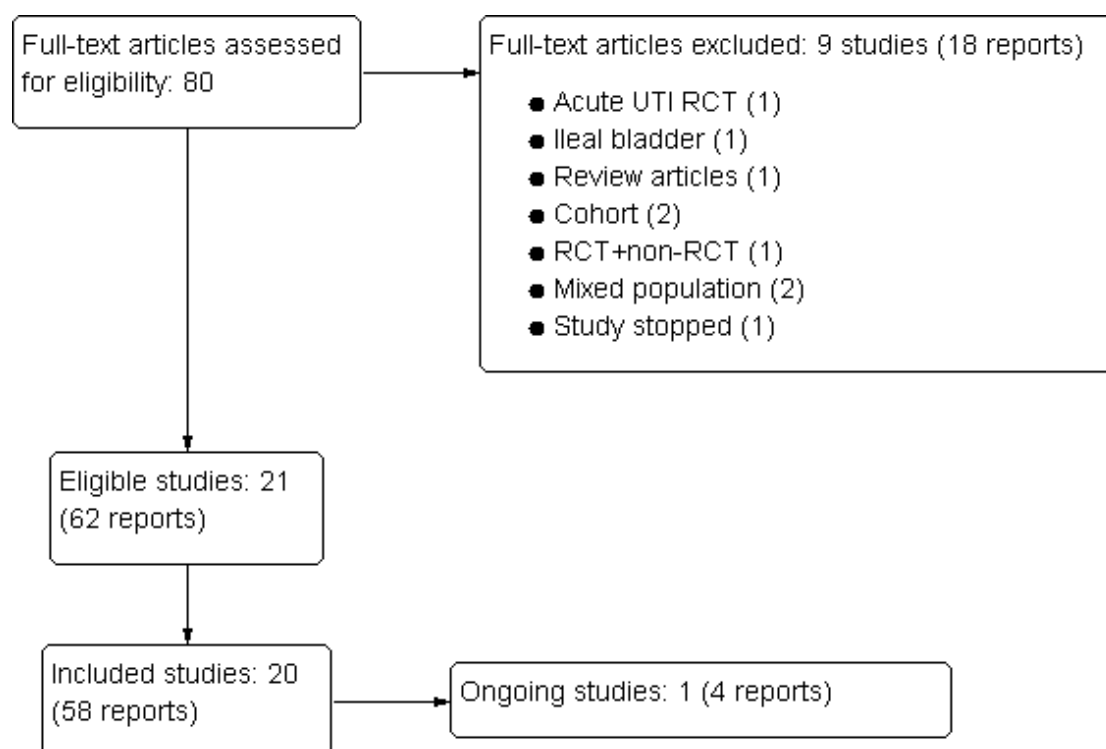 Full-text articles assessed
for eligibility: 80
Full-text articles excluded: 9 studies (18 reports)
● Acute UTI RCT (1)
● Ileal bladder (1)
● Review articles (1)
● Cohort (2)
● RCT+non-RCT (1)
● Mixed population (2)
● Study stopped (1)
Eligible studies: 21
(62 reports)
Included studies: 20
(58 reports)
Ongoing studies: 1 (4 reports)